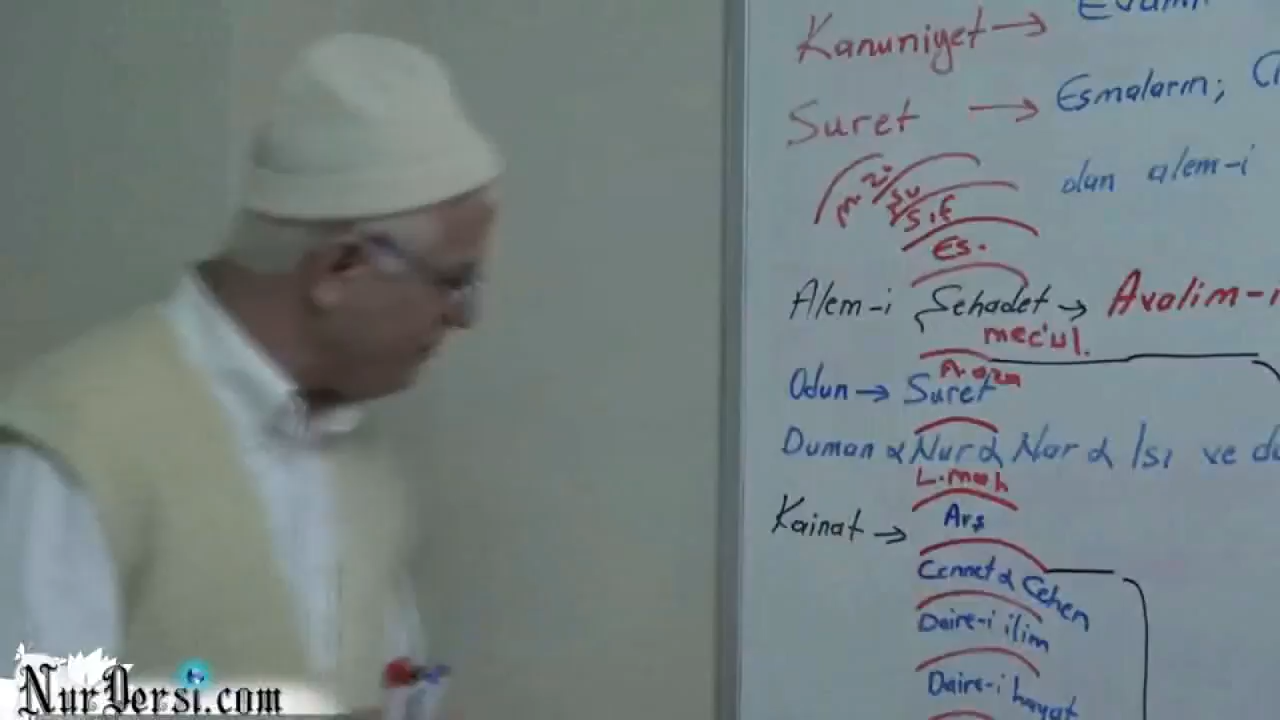 Kanuniyet →
Suret → Esmaların;
olan alem-i
Es.
Alem-i Şehadet → Avalim-i
mec'ul.
Odun → Suret
Duman & Nur & Nar & Isı ve
L.mah
Kainat → Arş
Cennet & Cehen
Daire-i ilim
Daire-i hayat
NurDersi.com